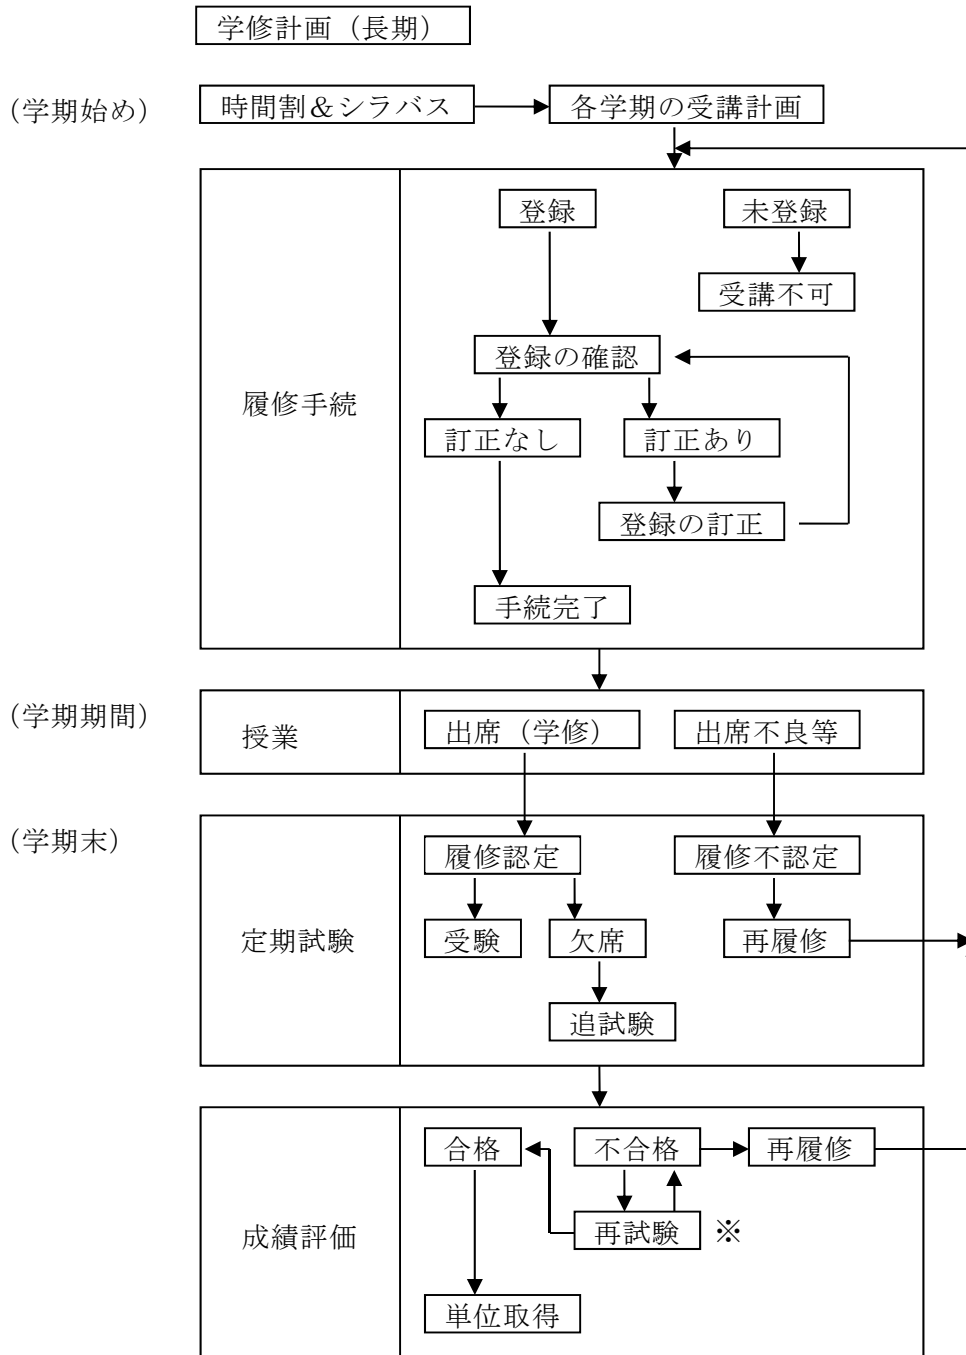 学修計画（長期）
(学期始め)
時間割＆シラバス
各学期の受講計画
登録
未登録
受講不可
登録の確認
履修手続
訂正なし
訂正あり
登録の訂正
手続完了
(学期期間)
授業
出席（学修）
出席不良等
(学期末)
履修認定
履修不認定
定期試験
受験
欠席
再履修
追試験
合格
不合格
再履修
成績評価
再試験 ※
単位取得